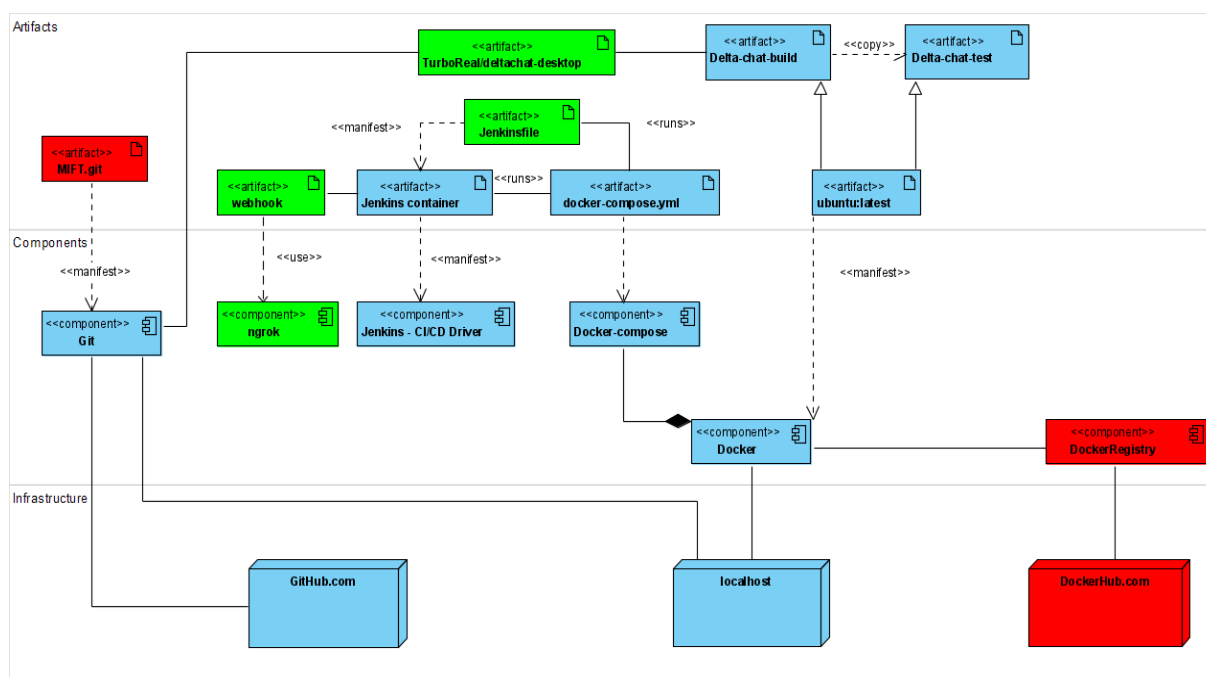 Artifacts
<<artifact>>
TurboReal/deltachat-desktop
<<artifact>>
Delta-chat-build
<<copy>>
<<artifact>>
Delta-chat-test
<<artifact>>
MIFT.git
<<manifest>>
<<artifact>>
Jenkinsfile
<<runs>>
<<artifact>>
webhook
<<artifact>>
Jenkins container
<<runs>>
<<artifact>>
docker-compose.yml
<<artifact>>
ubuntu:latest
Components
<<manifest>>
<<use>>
<<manifest>>
<<manifest>>
<<component>>
Git
<<component>>
ngrok
<<component>>
Jenkins - CI/CD Driver
<<component>>
Docker-compose
<<component>>
Docker
<<component>>
DockerRegistry
Infrastructure
GitHub.com
localhost
DockerHub.com